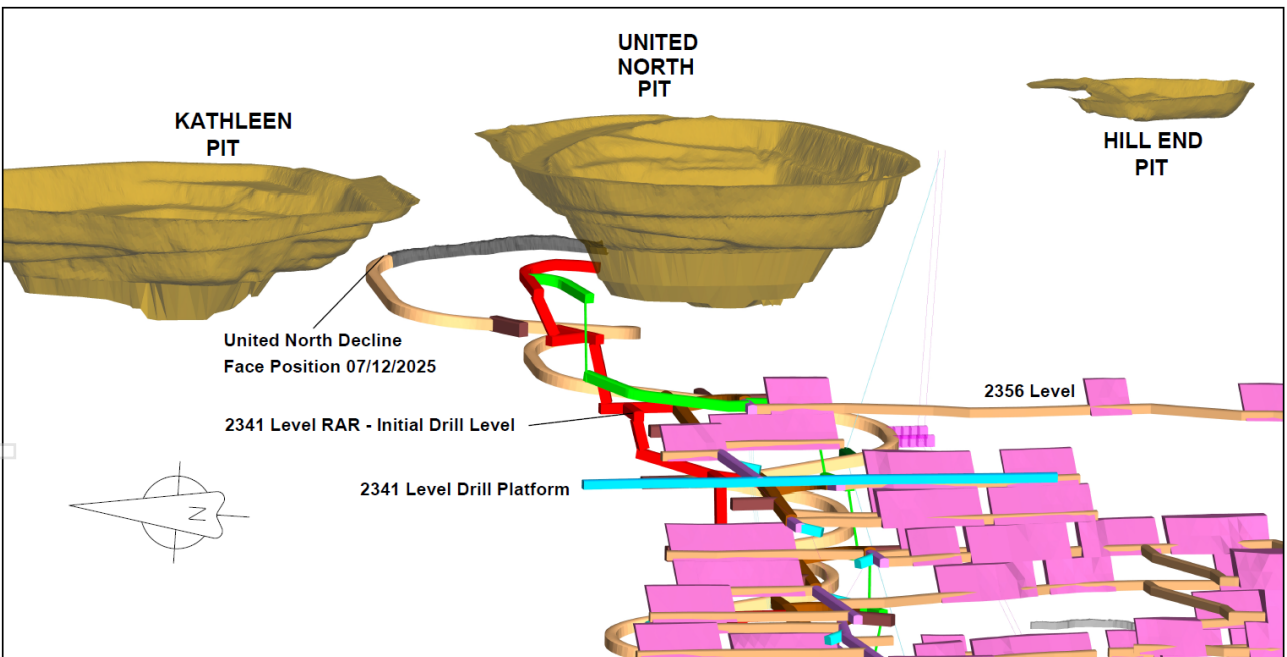 UNITED
NORTH
PIT
KATHLEEN
PIT
HILL END
PIT
United North Decline
Face Position 07/12/2025
2356 Level
2341 Level RAR - Initial Drill Level
2341 Level Drill Platform
N